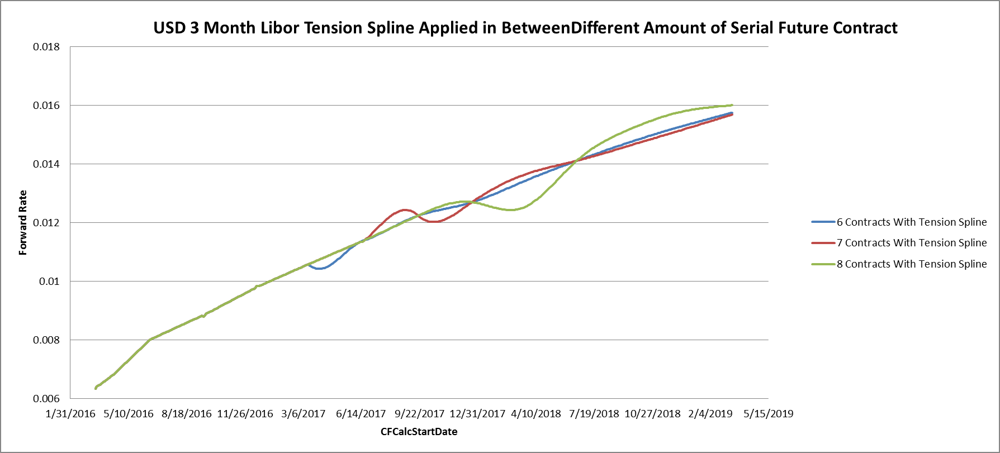 USD 3 Month Libor Tension Spline Applied in BetweenDifferent Amount of Serial Future Contract
0.018
0.016
0.014
0.012
0.01
0.008
0.006
Forward Rate
1/31/2016 5/10/2016 8/18/2016 11/26/2016 3/6/2017 6/14/2017 9/22/2017 12/31/2017 4/10/2018 7/19/2018 10/27/2018 2/4/2019 5/15/2019
CFCalcStartDate
6 Contracts With Tension Spline
7 Contracts With Tension Spline
8 Contracts With Tension Spline